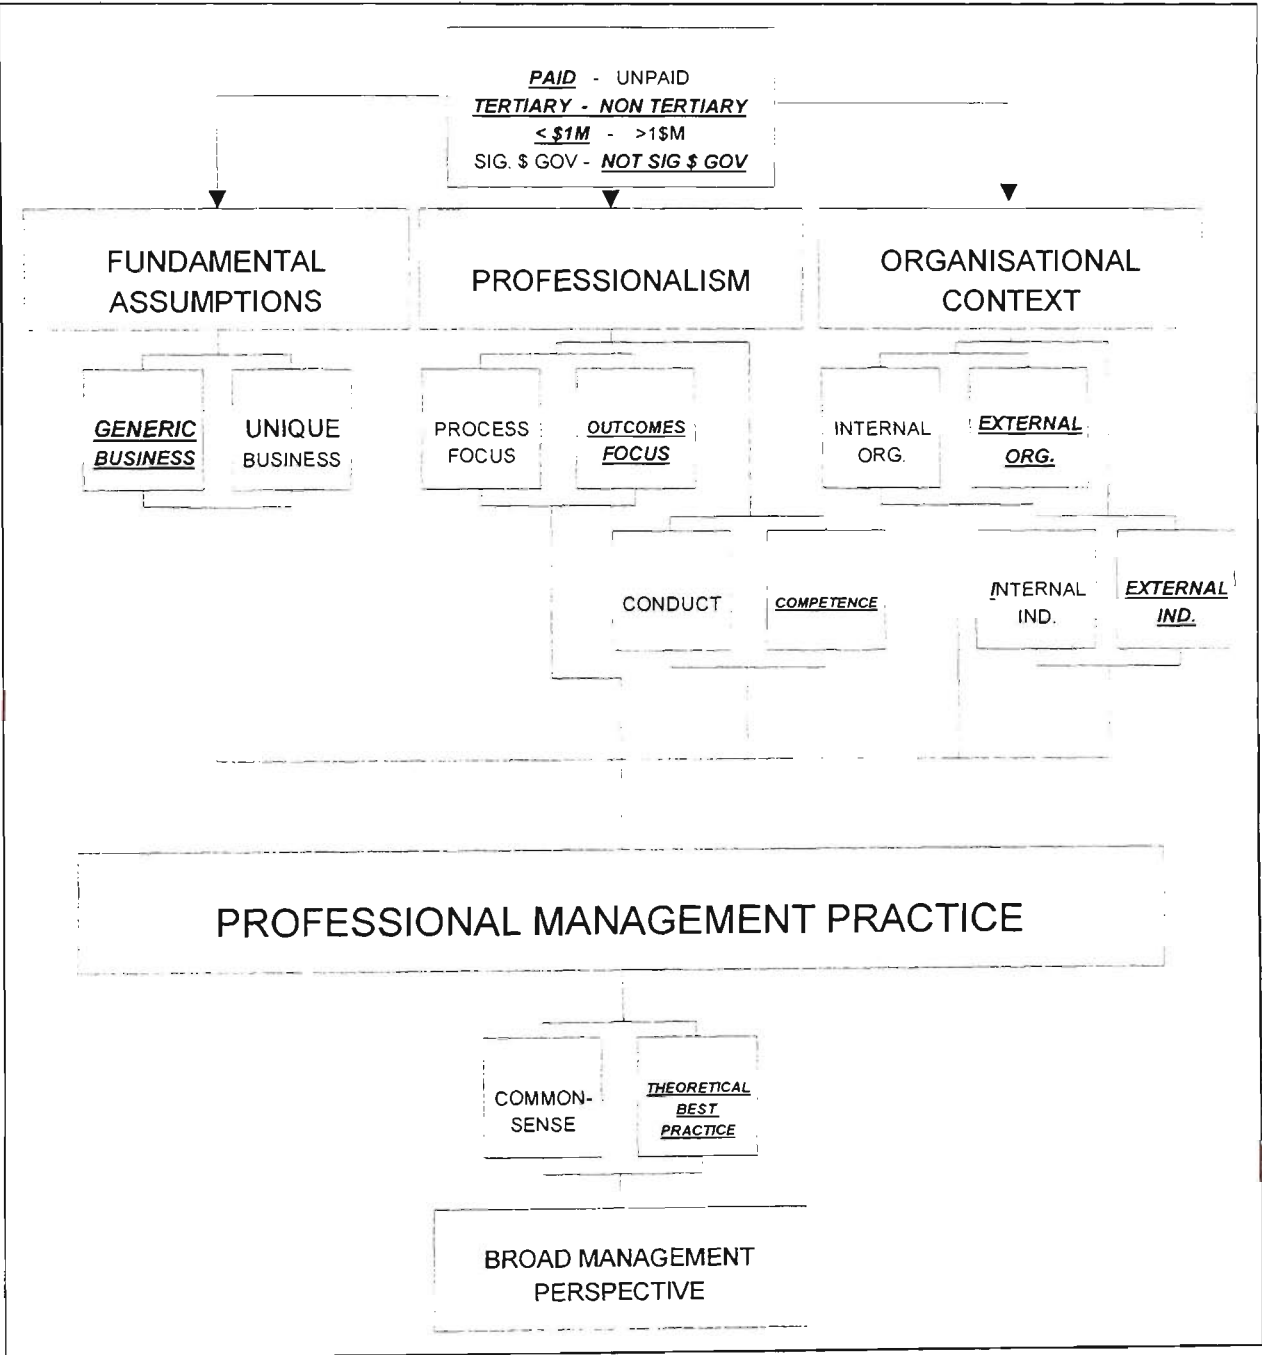 PAID - UNPAID
TERTIARY - NON TERTIARY
< $1M - >1$M
SIG. $ GOV - NOT SIG $ GOV
FUNDAMENTAL
ASSUMPTIONS
PROFESSIONALISM
ORGANISATIONAL
CONTEXT
GENERIC
BUSINESS
UNIQUE
BUSINESS
PROCESS
FOCUS
OUTCOMES
FOCUS
INTERNAL
ORG.
EXTERNAL
ORG.
CONDUCT
COMPETENCE
INTERNAL
IND.
EXTERNAL
IND.
PROFESSIONAL MANAGEMENT PRACTICE
COMMON-
SENSE
THEORETICAL
BEST
PRACTICE
BROAD MANAGEMENT
PERSPECTIVE